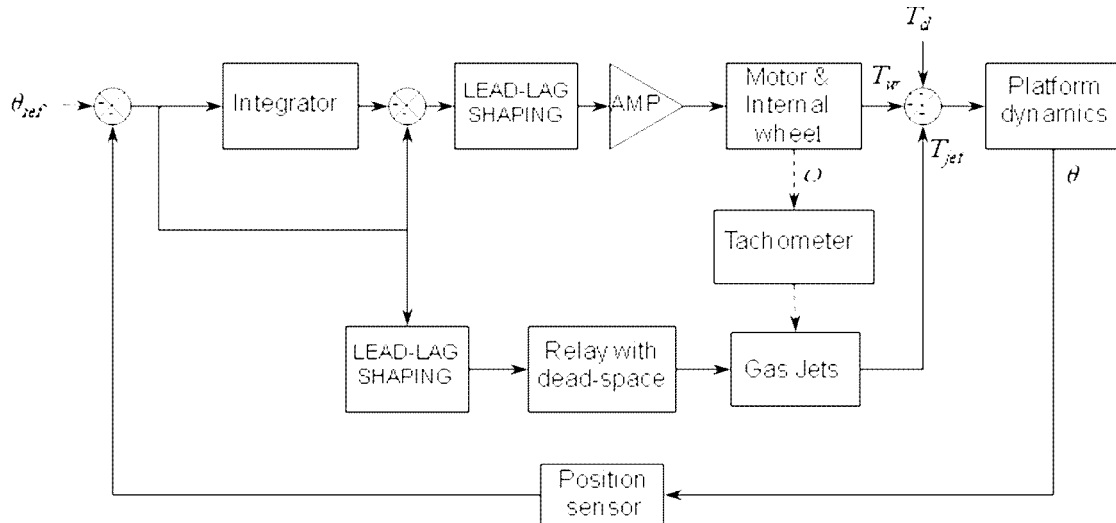 T_d
θ_ref
Integrator
LEAD-LAG
SHAPING
AMP
Motor &
Internal
wheel
T_w
Platform
dynamics
T_jet
θ
Tachometer
LEAD-LAG
SHAPING
Relay with
dead-space
Gas Jets
Position
sensor